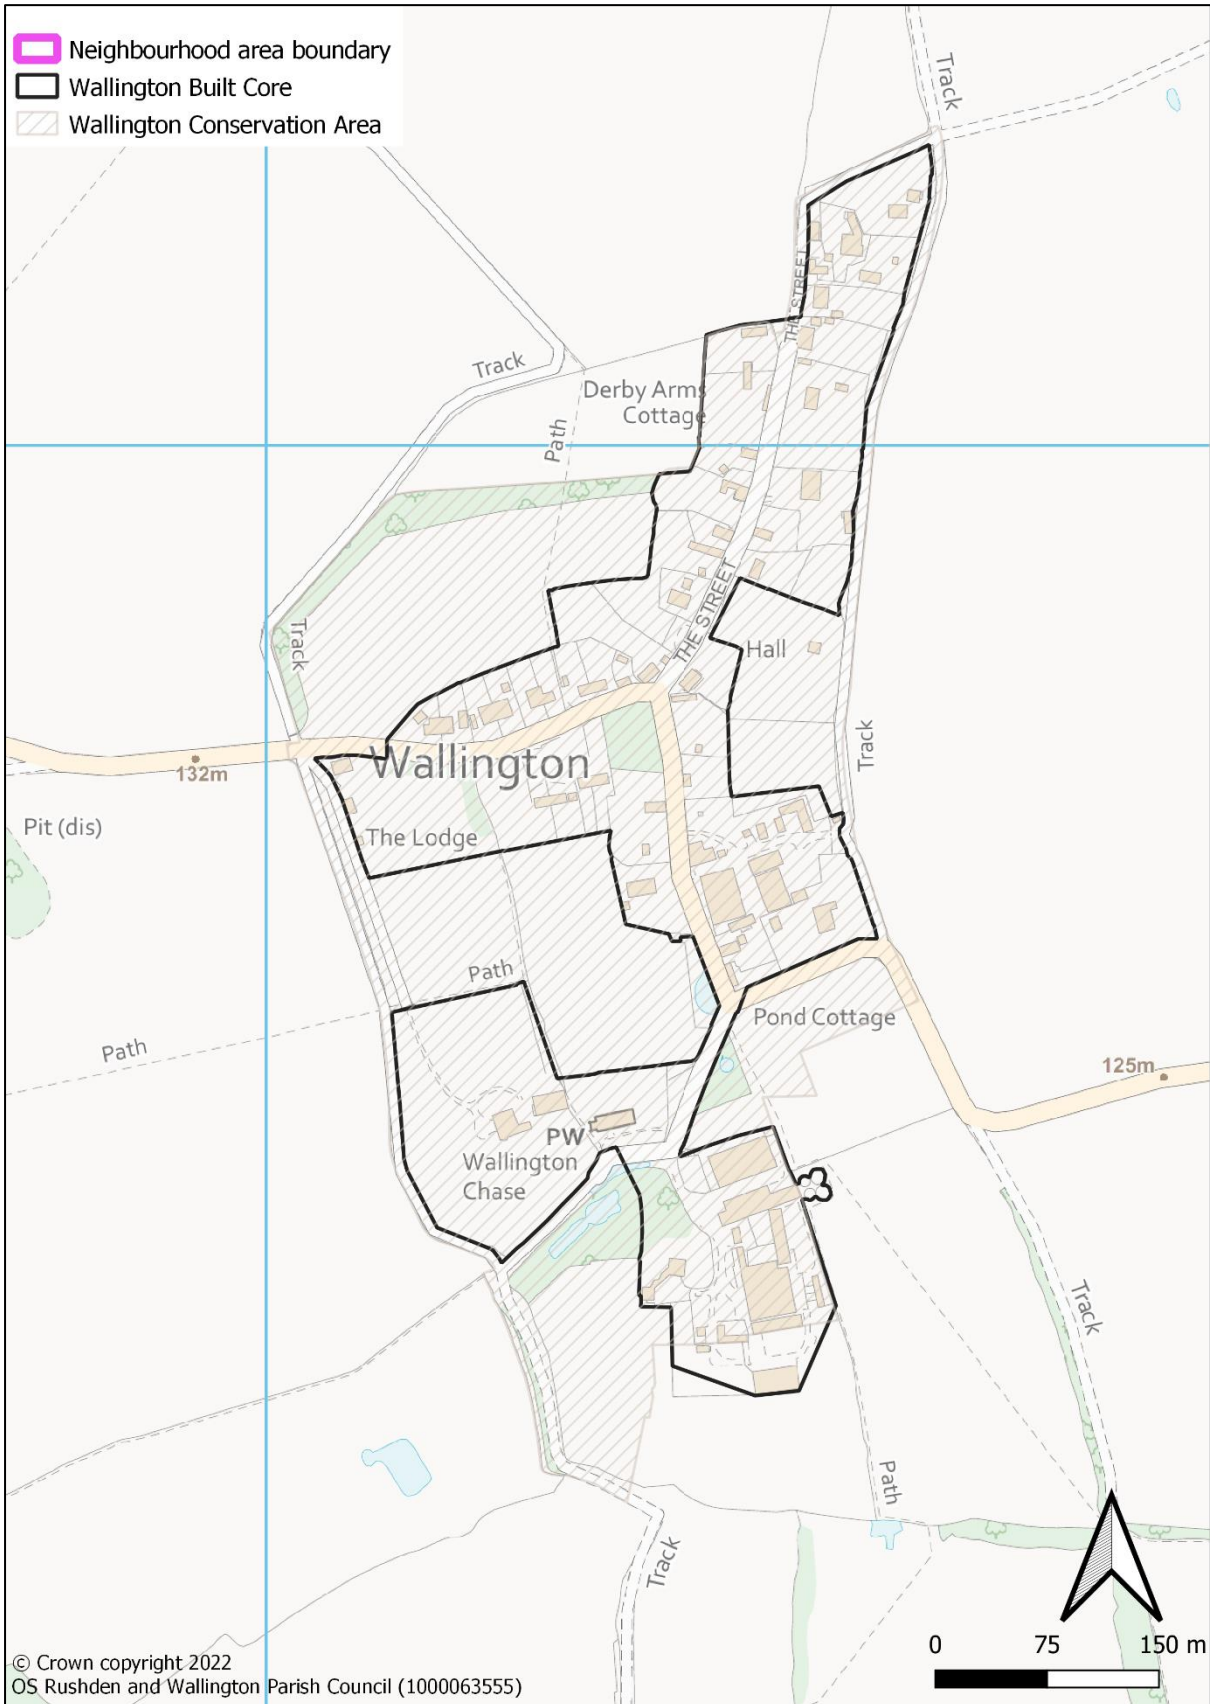 Neighbourhood area boundary
Wallington Built Core
Wallington Conservation Area
Track
THE STREET
Track
Derby Arms
Cottage
Path
THE STREET
Hall
Track
Track
Wallington
132m
The Lodge
Pit (dis)
Path
Pond Cottage
Path
125m
PW
Wallington
Chase
Track
Path
Track
0 75 150 m
© Crown copyright 2022
OS Rushden and Wallington Parish Council (1000063555)